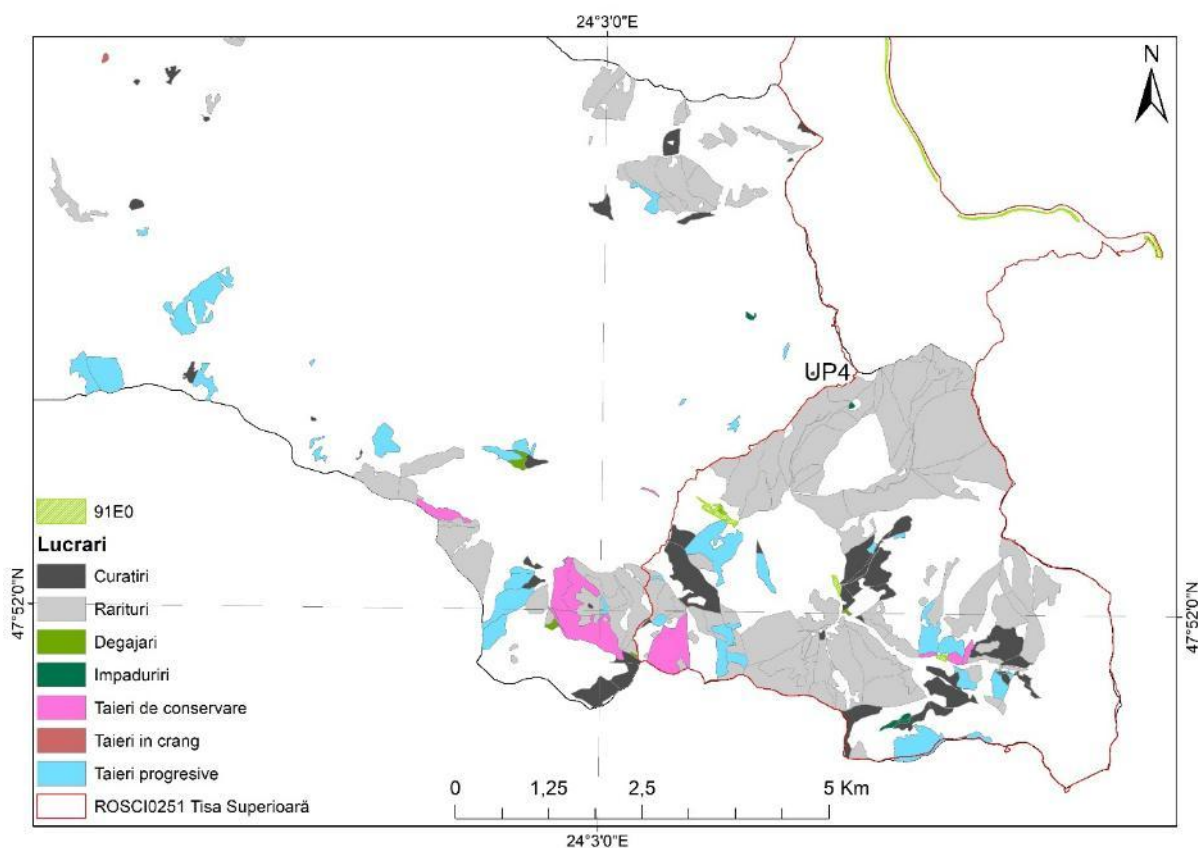 24°3'0"E
N
UP4
47°52'0"N
47°52'0"N
91E0
Lucrari
Curatiri
Rarituri
Degajari
Impaduriri
Taieri de conservare
Taieri in crang
Taieri progresive
ROSCI0251 Tisa Superioară
0 1,25 2,5 5 Km
24°3'0"E